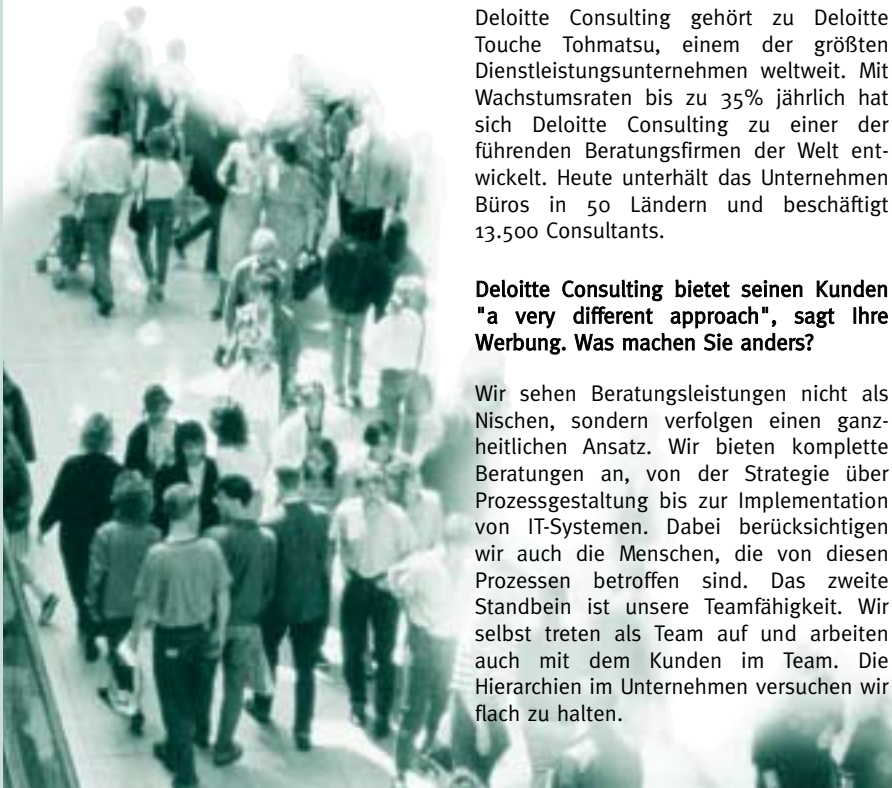 Deloitte Consulting gehört zu Deloitte
Touche Tohmatsu, einem der größten
Dienstleistungsunternehmen weltweit. Mit
Wachstumsraten bis zu 35% jährlich hat
sich Deloitte Consulting zu einer der
führenden Beratungsfirmen der Welt ent-
wickelt. Heute unterhält das Unternehmen
Büros in 50 Ländern und beschäftigt
13.500 Consultants.
Deloitte Consulting bietet seinen Kunden
"a very different approach", sagt Ihre
Werbung. Was machen Sie anders?
Wir sehen Beratungsleistungen nicht als
Nischen, sondern verfolgen einen ganz-
heitlichen Ansatz. Wir bieten komplette
Beratungen an, von der Strategie über
Prozessgestaltung bis zur Implementation
von IT-Systemen. Dabei berücksichtigen
wir auch die Menschen, die von diesen
Prozessen betroffen sind. Das zweite
Standbein ist unsere Teamfähigkeit. Wir
selbst treten als Team auf und arbeiten
auch mit dem Kunden im Team. Die
Hierarchien im Unternehmen versuchen wir
flach zu halten.